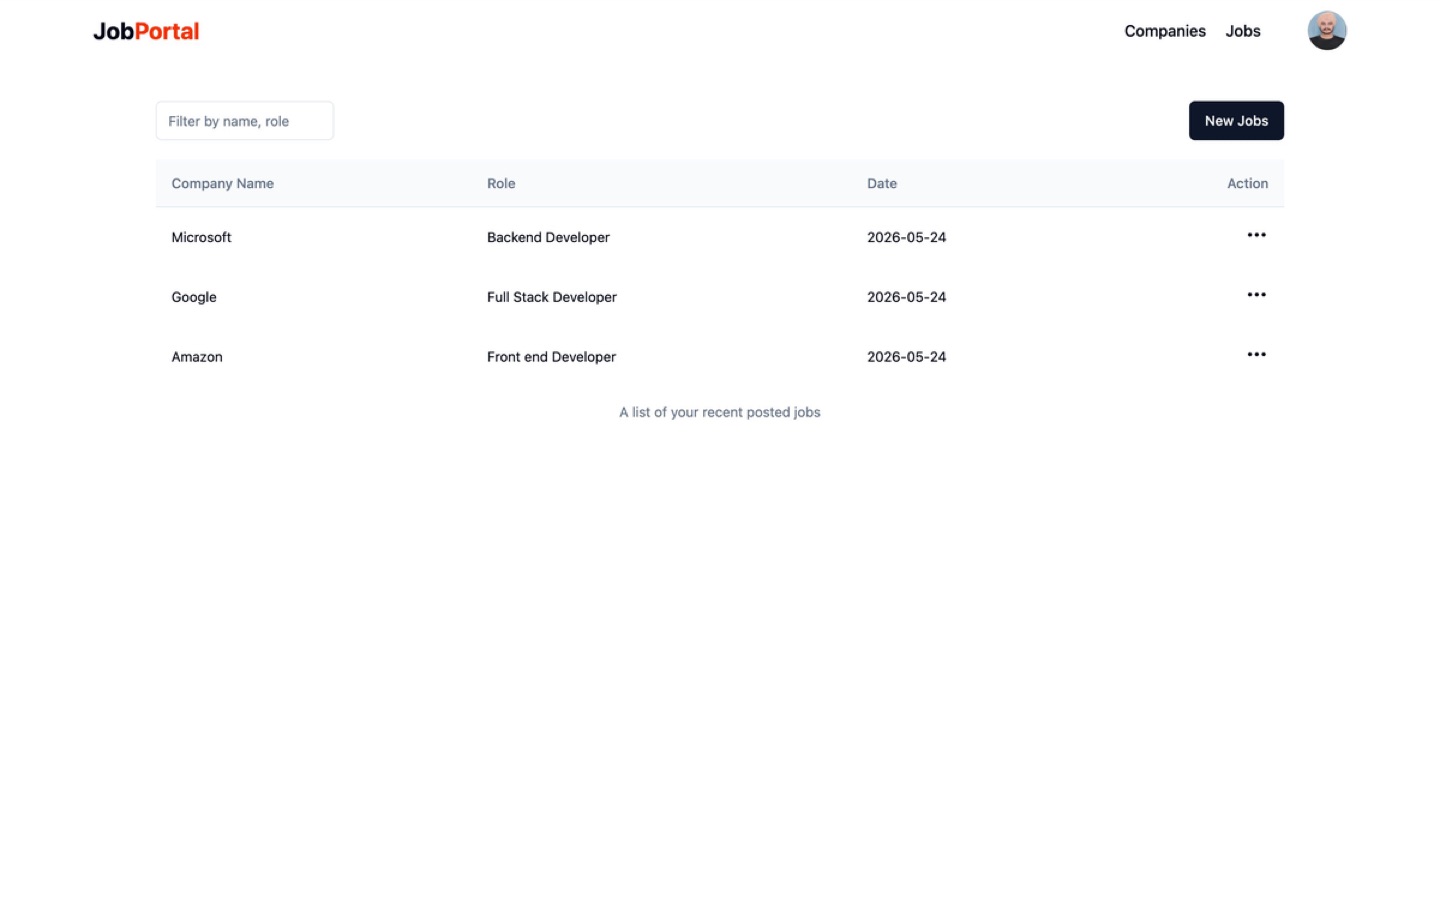 JobPortal
Companies Jobs
Filter by name, role
New Jobs
Company Name Role Date Action
Microsoft Backend Developer 2026-05-24
Google Full Stack Developer 2026-05-24
Amazon Front end Developer 2026-05-24
A list of your recent posted jobs